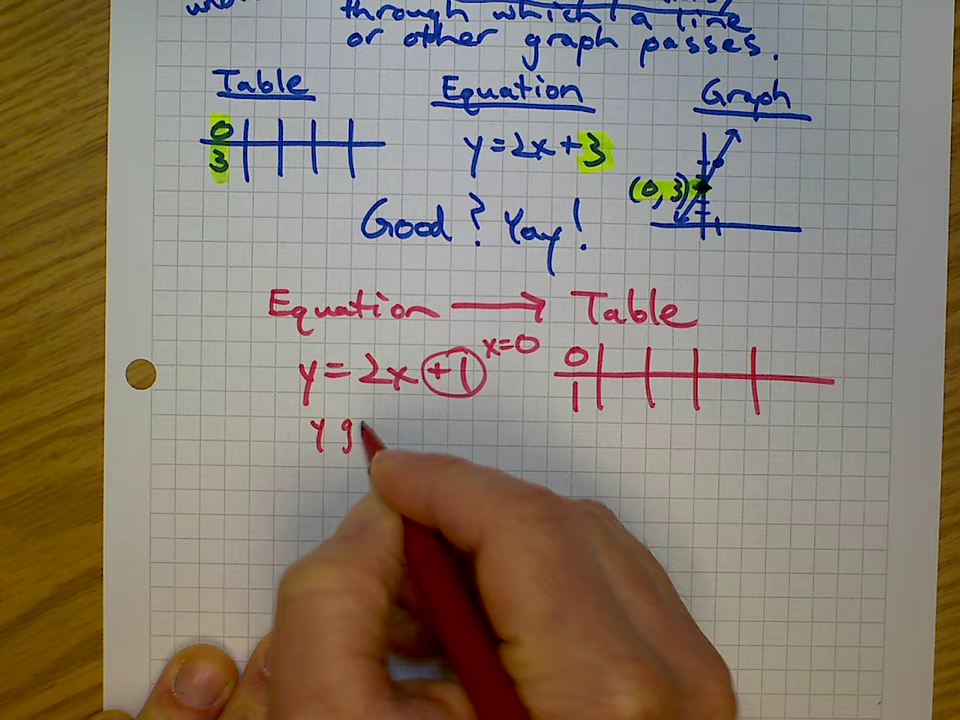 through which a line
or other graph passes.
Table Equation Graph
0
3
y=2x+3
(0,3)
Good? Yay!
Equation → Table
y=2x+1 x=0
0
1
y g